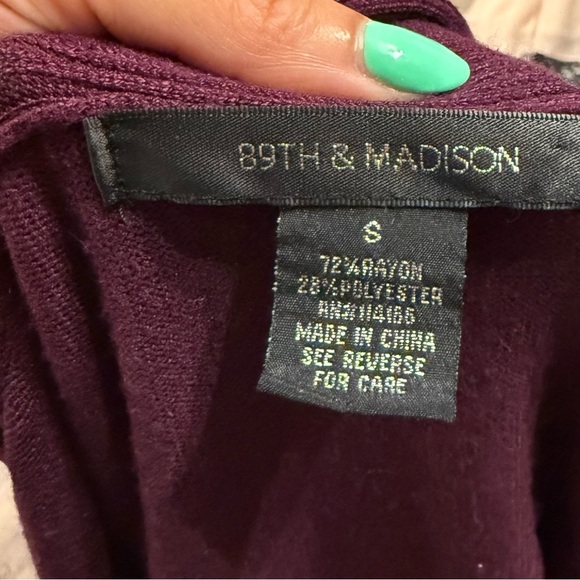 89TH & MADISON
S
72%RAYON
28%POLYESTER
RN#114166
MADE IN CHINA
SEE REVERSE
FOR CARE